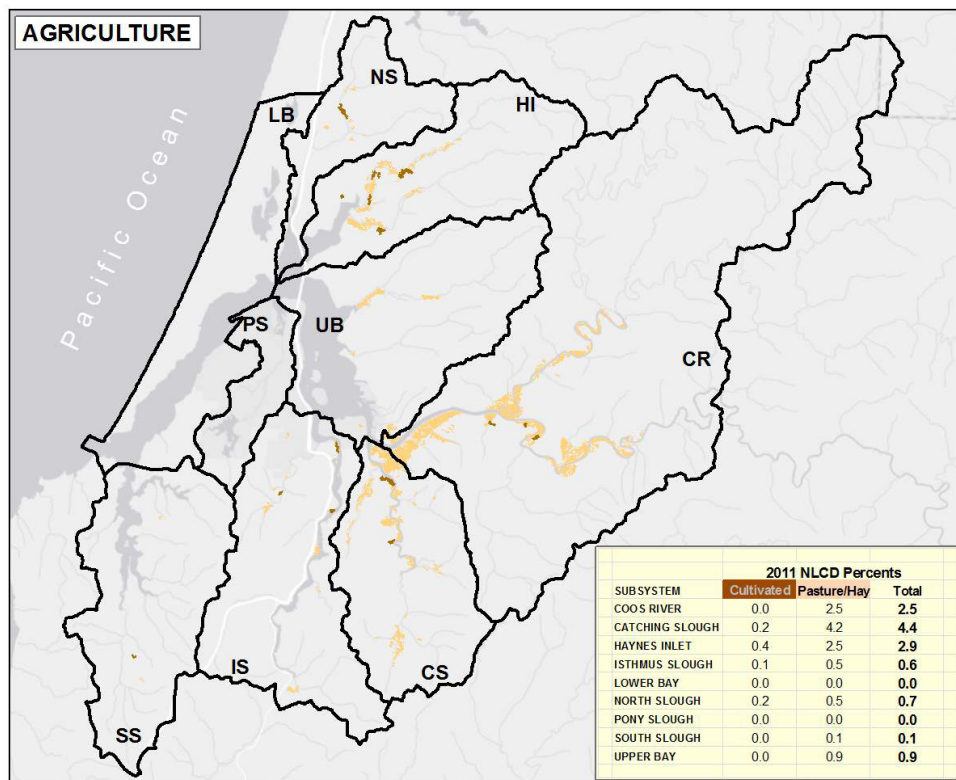 AGRICULTURE
NS
HI
LB
Pacific Ocean
PS
UB
CR
IS
CS
SS
2011 NLCD Percents
SUBSYSTEM Cultivated Pasture/Hay Total
COOS RIVER 0.0 2.5 2.5
CATCHING SLOUGH 0.2 4.2 4.4
HAYNES INLET 0.4 2.5 2.9
ISTHMUS SLOUGH 0.1 0.5 0.6
LOWER BAY 0.0 0.0 0.0
NORTH SLOUGH 0.2 0.5 0.7
PONY SLOUGH 0.0 0.0 0.0
SOUTH SLOUGH 0.0 0.1 0.1
UPPER BAY 0.0 0.9 0.9